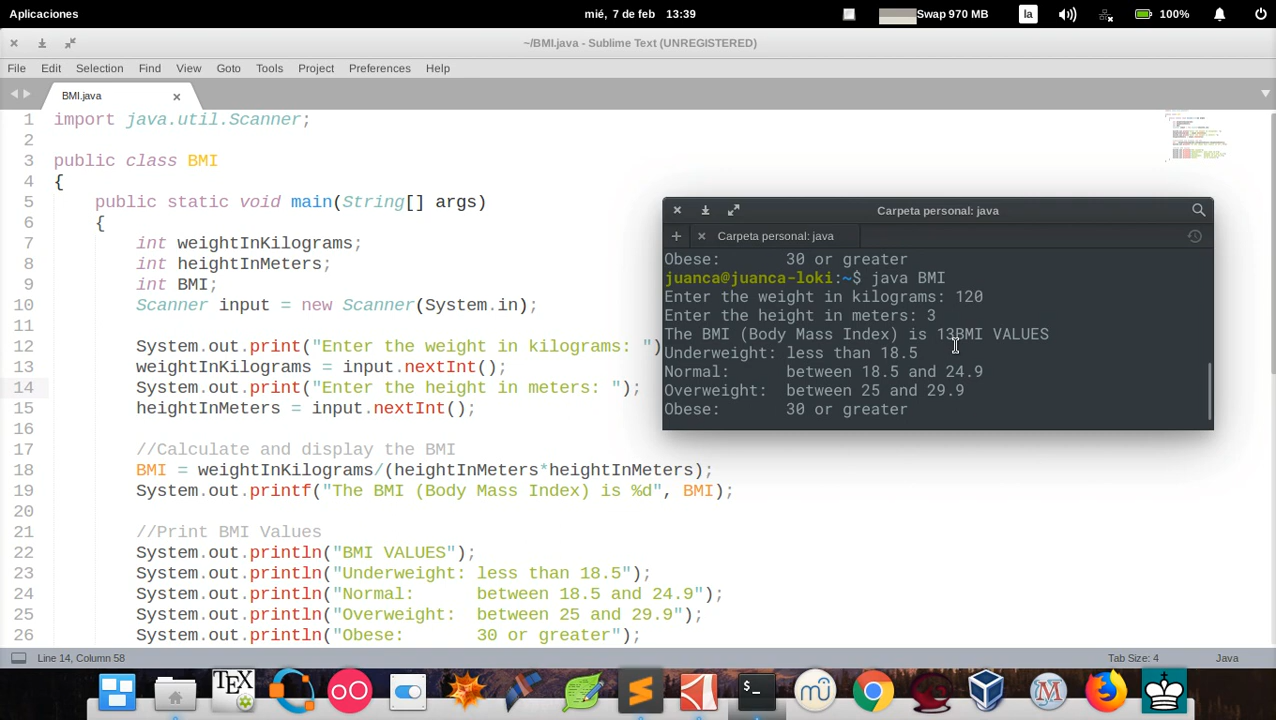 Aplicaciones
mié, 7 de feb 13:39
Swap 970 MB
la
100%
~/BMI.java - Sublime Text (UNREGISTERED)
File Edit Selection Find View Goto Tools Project Preferences Help
BMI.java
1 import java.util.Scanner;
2
3 public class BMI
4 {
5 public static void main(String[] args)
6 {
7 int weightInKilograms;
8 int heightInMeters;
9 int BMI;
10 Scanner input = new Scanner(System.in);
11
12 System.out.print("Enter the weight in kilograms: ")
13 weightInKilograms = input.nextInt();
14 System.out.print("Enter the height in meters: ");
15 heightInMeters = input.nextInt();
16
17 //Calculate and display the BMI
18 BMI = weightInKilograms/(heightInMeters*heightInMeters);
19 System.out.printf("The BMI (Body Mass Index) is %d", BMI);
20
21 //Print BMI Values
22 System.out.println("BMI VALUES");
23 System.out.println("Underweight: less than 18.5");
24 System.out.println("Normal: between 18.5 and 24.9");
25 System.out.println("Overweight: between 25 and 29.9");
26 System.out.println("Obese: 30 or greater");
Carpeta personal: java
Carpeta personal: java
Obese: 30 or greater
juanca@juanca-loki:~$ java BMI
Enter the weight in kilograms: 120
Enter the height in meters: 3
The BMI (Body Mass Index) is 13BMI VALUES
Underweight: less than 18.5
Normal: between 18.5 and 24.9
Overweight: between 25 and 29.9
Obese: 30 or greater
Line 14, Column 58
Tab Size: 4
Java
TEX
>_
mu